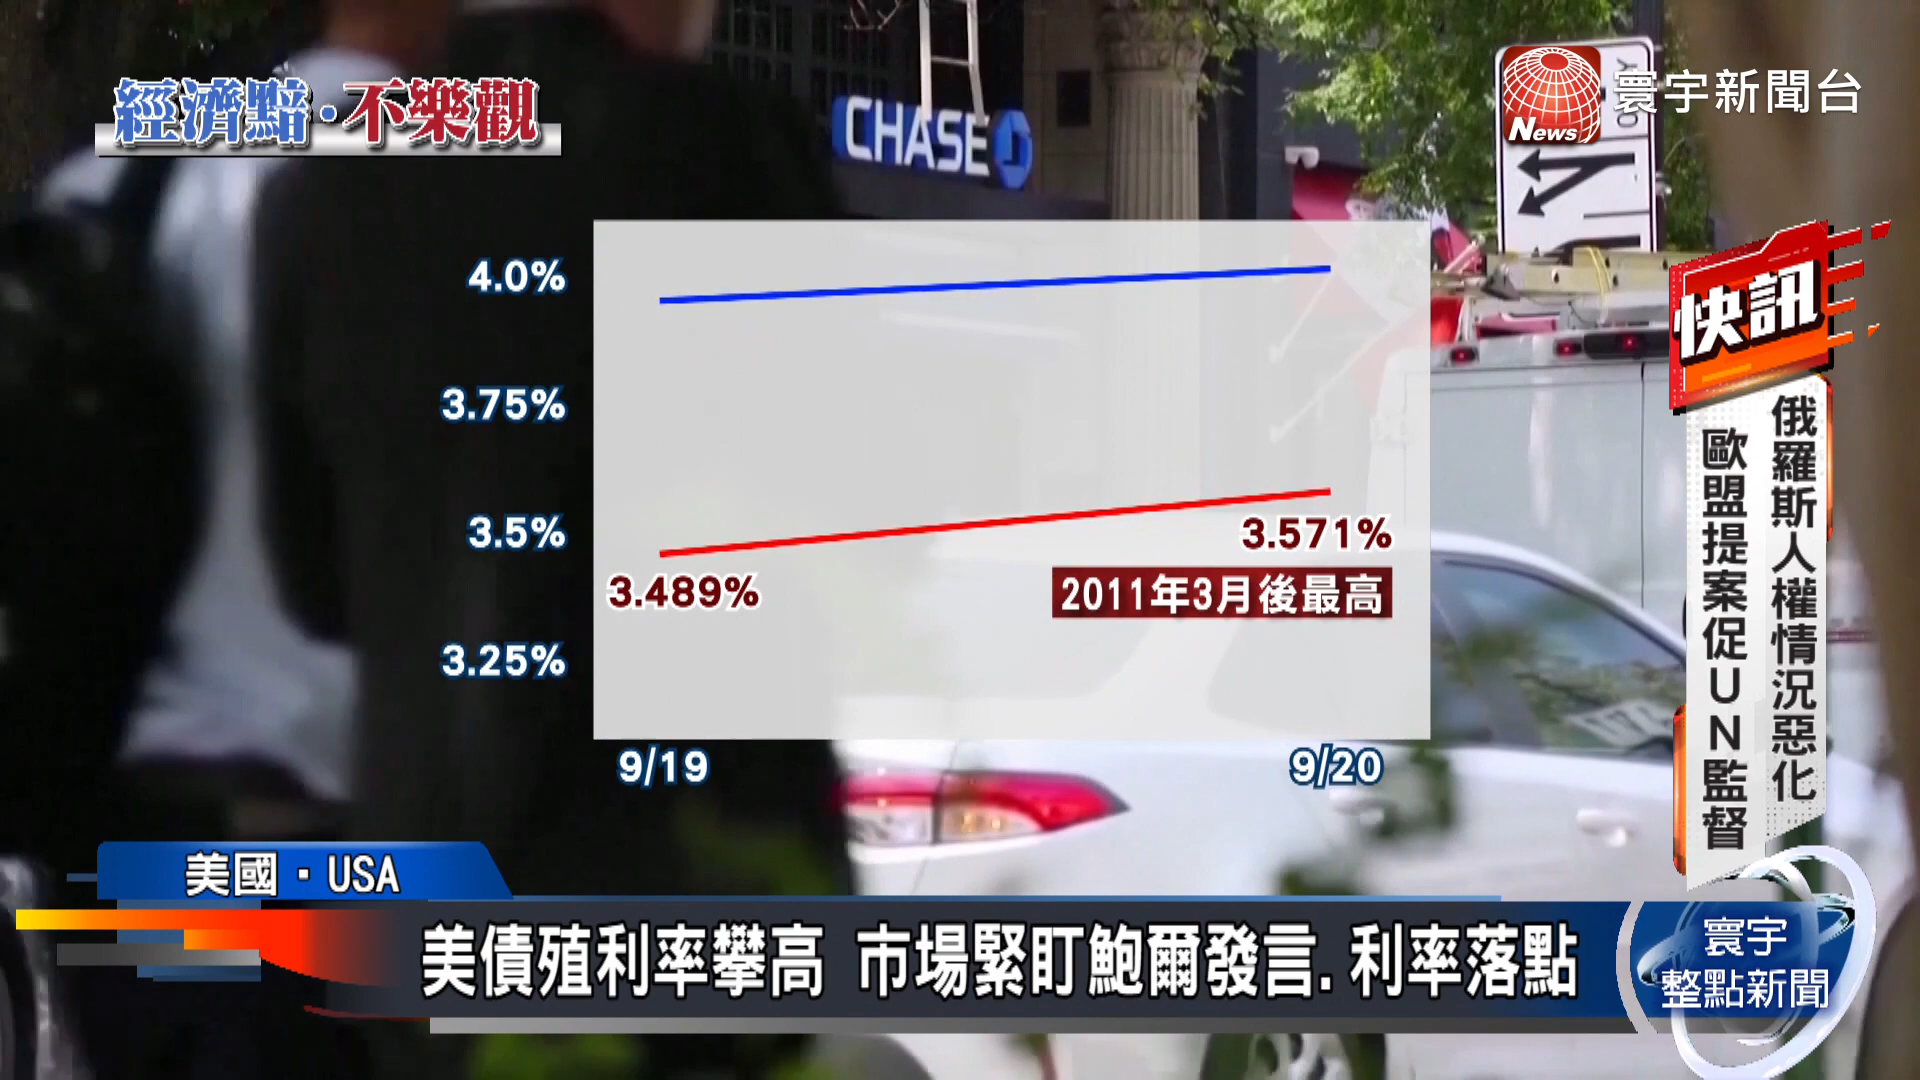 經濟黯·不樂觀
CHASE
News
寰宇新聞台
快訊
俄羅斯人權情況惡化
歐盟提案促UN監督
4.0%
3.75%
3.5%
3.25%
3.489%
3.571%
2011年3月後最高
9/19
9/20
美國·USA
美債殖利率攀高 市場緊盯鮑爾發言.利率落點
寰宇
整點新聞